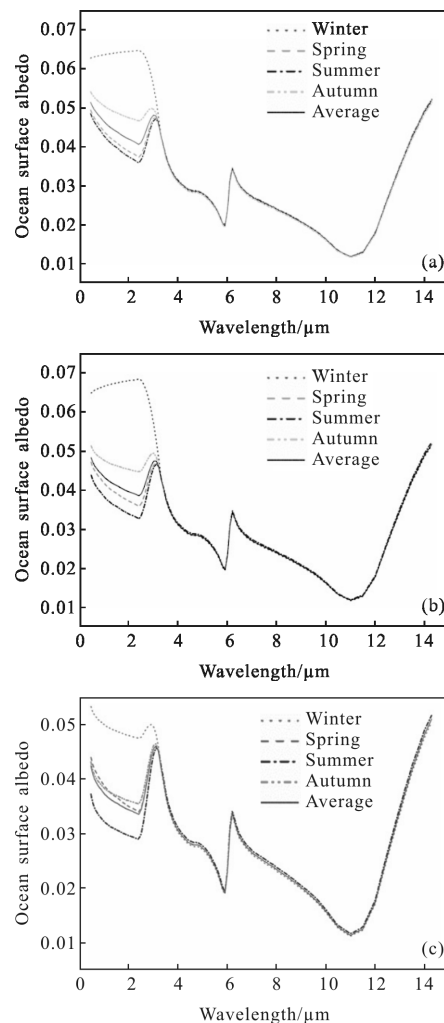 0.07
0.06
0.05
0.04
0.03
0.02
0.01
Ocean surface albedo
Winter
Spring
Summer
Autumn
Average
(a)
0 2 4 6 8 10 12 14
Wavelength/μm
0.07
0.06
0.05
0.04
0.03
0.02
0.01
Ocean surface albedo
Winter
Spring
Summer
Autumn
Average
(b)
0 2 4 6 8 10 12 14
Wavelength/μm
0.05
0.04
0.03
0.02
0.01
Ocean surface albedo
Winter
Spring
Summer
Autumn
Average
(c)
0 2 4 6 8 10 12 14
Wavelength/μm